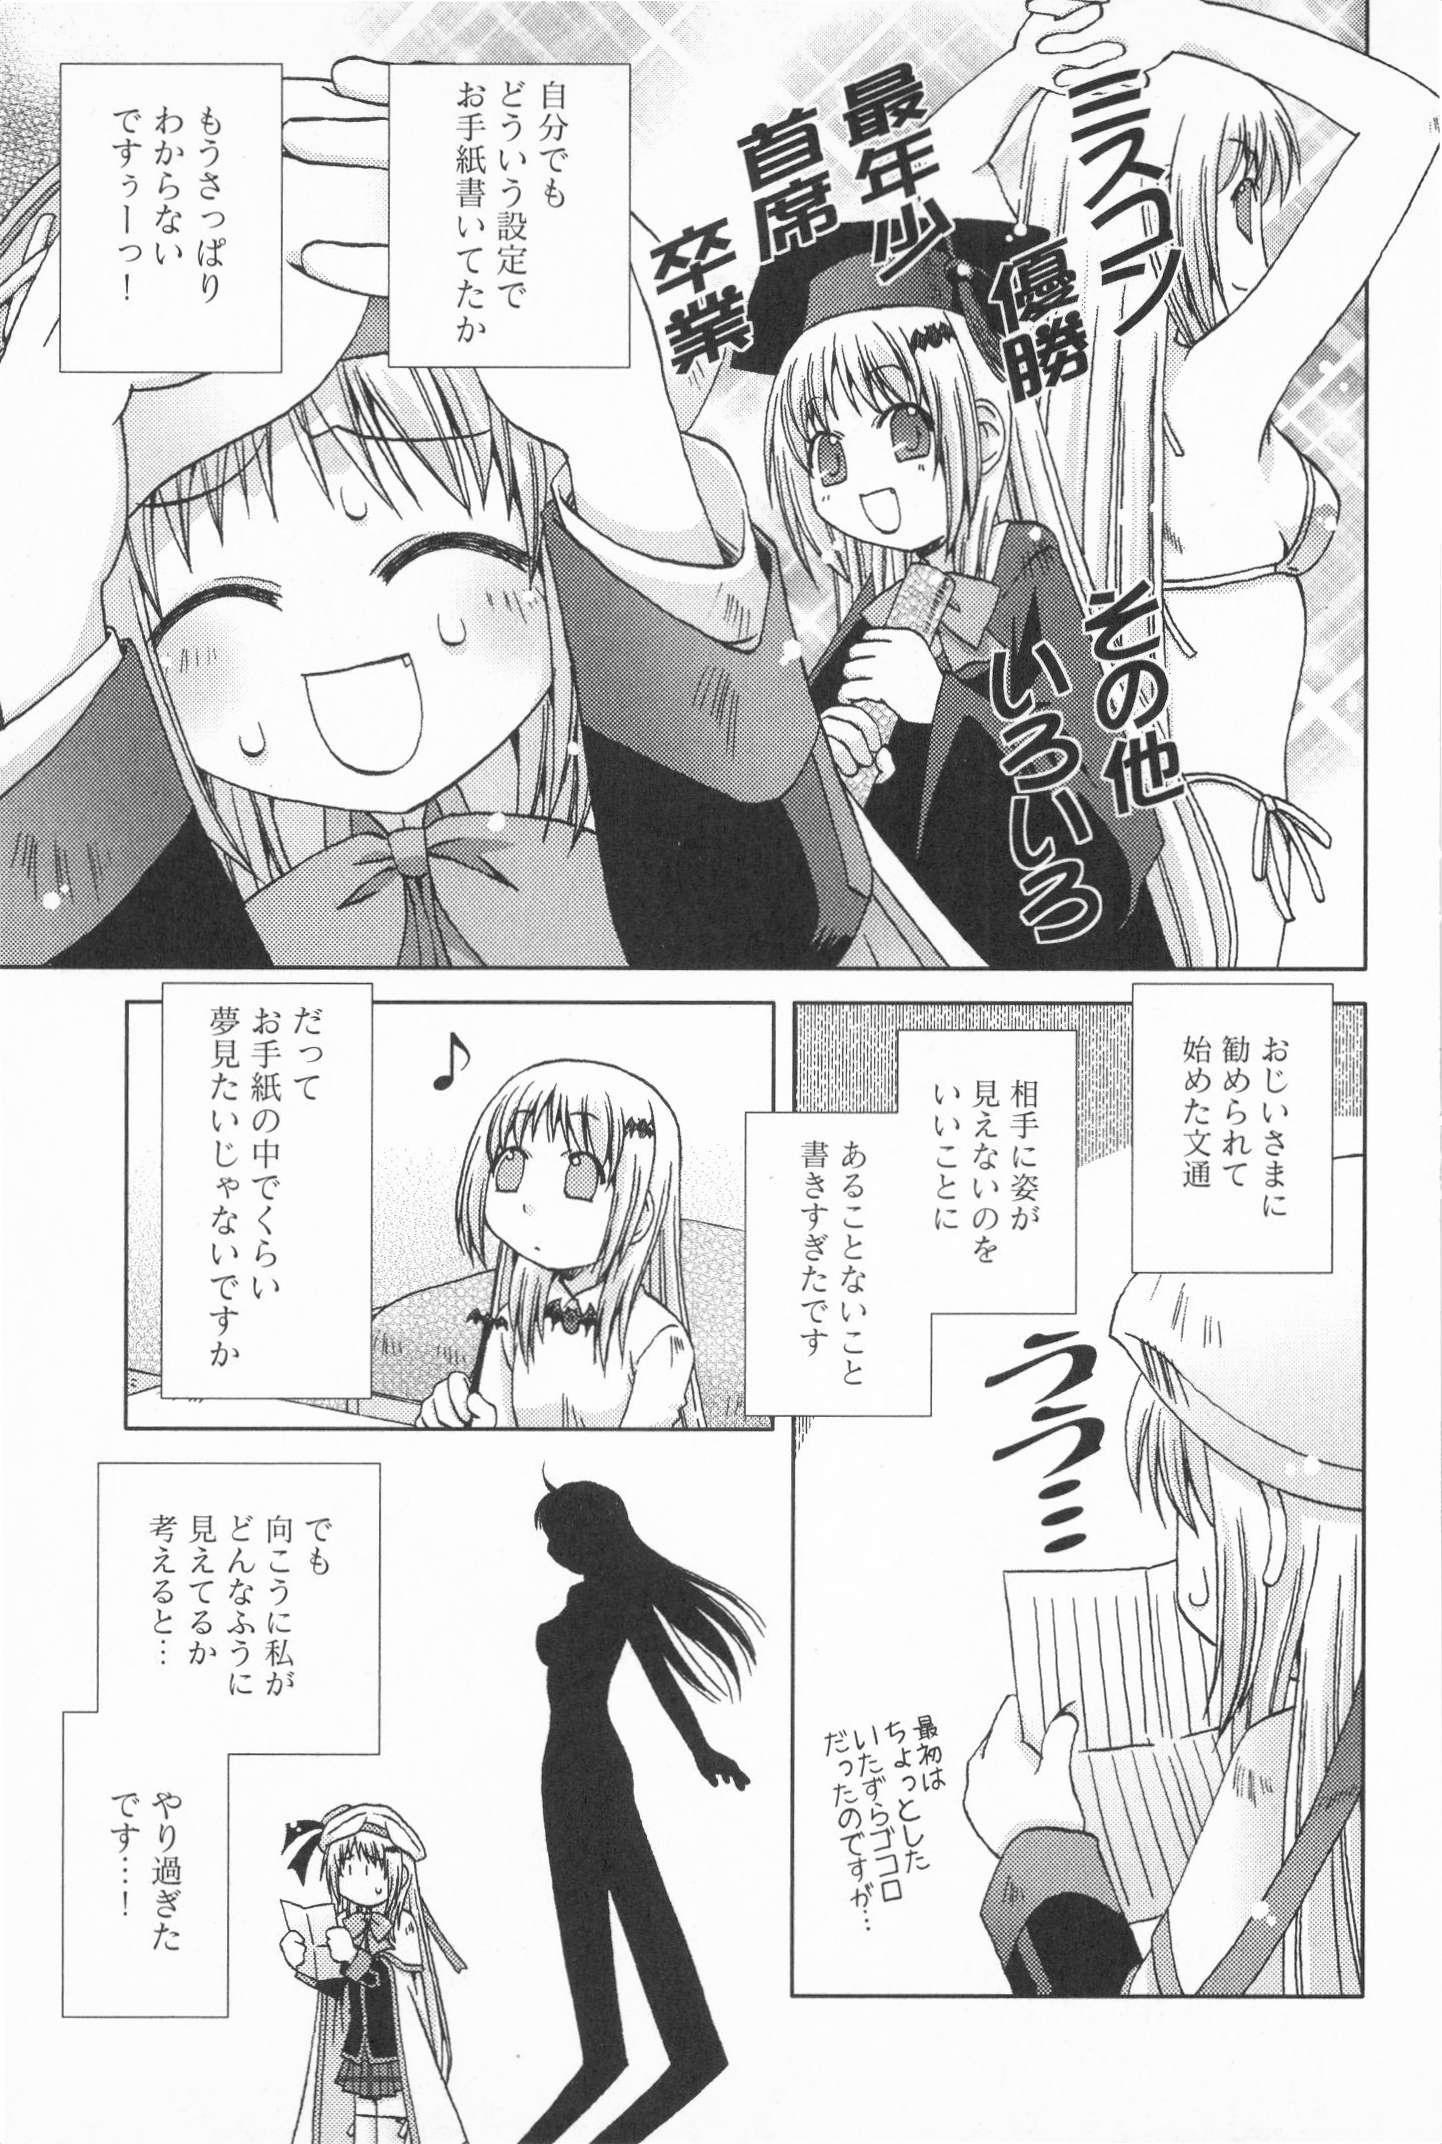 ミスコン
優勝
最年少
首席
卒業
その他
いろいろ
自分でも
どういう設定で
お手紙書いてたか
もうさっぱり
わからない
ですぅーっ！
おじいさまに
勧められて
始めた文通
相手に姿が
見えないのを
いいことに
あることないこと
書きすぎたです
ううう…
最初は
ちょっとした
いたずらゴコロ
だったのですが…
だって
お手紙の中でくらい
夢見たいじゃないですか
でも
向こうに私が
どんなふうに
見えてるか
考えると…
やり過ぎた
です…！